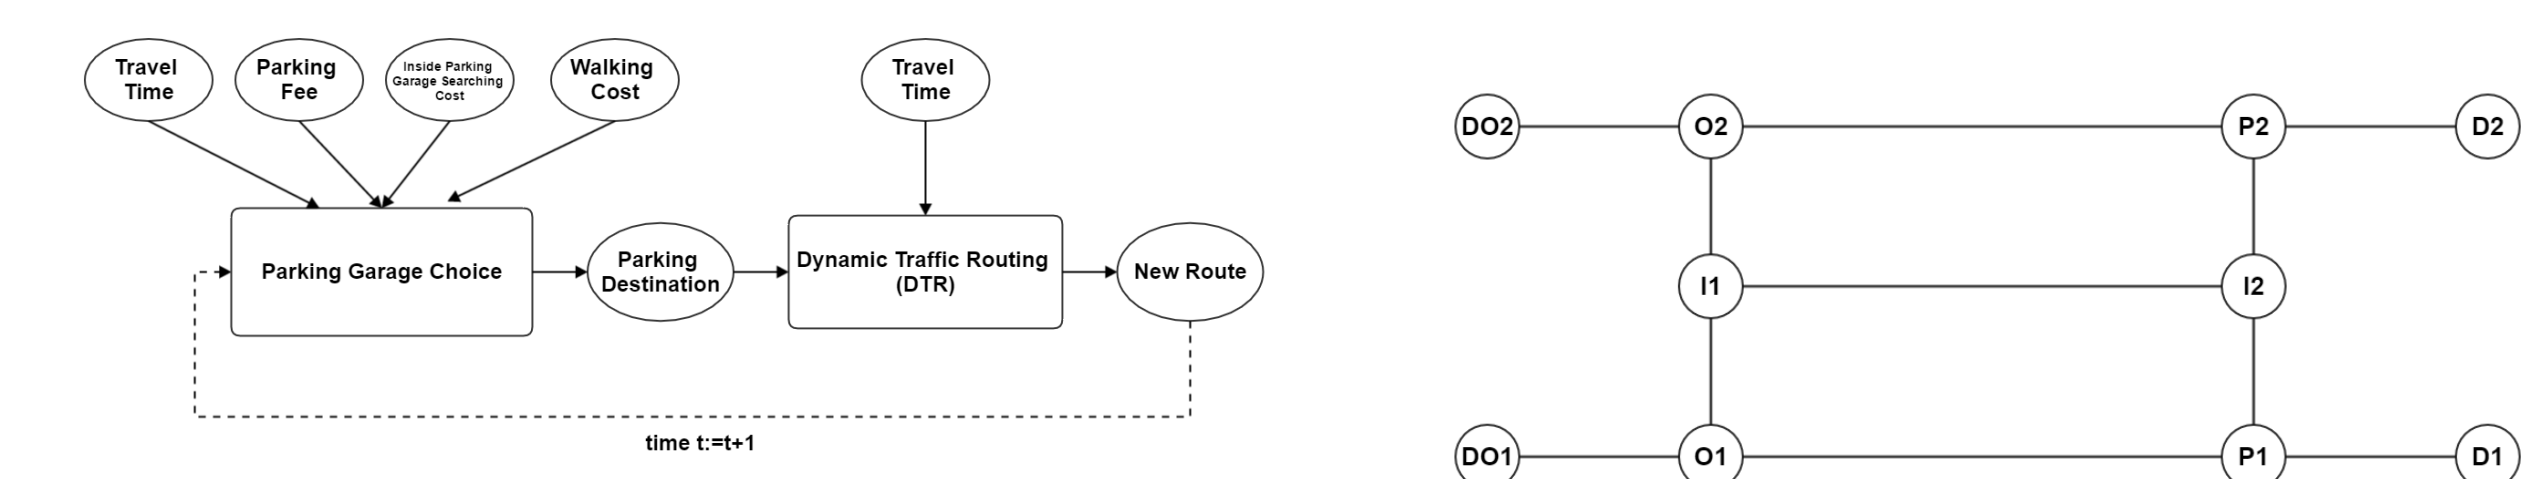 Travel
Time
Parking
Fee
Inside Parking
Garage Searching
Cost
Walking
Cost
Travel
Time
Parking Garage Choice
Parking
Destination
Dynamic Traffic Routing
(DTR)
New Route
time t:=t+1
DO2
O2
P2
D2
I1
I2
DO1
O1
P1
D1